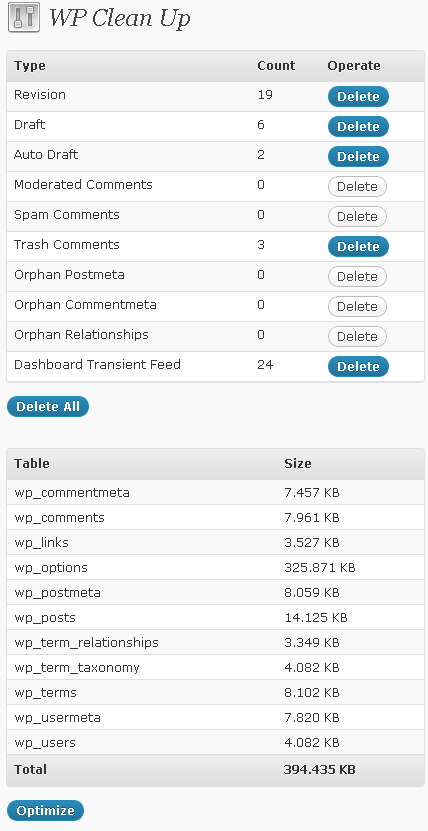 WP Clean Up
Type Count Operate
Revision 19 Delete
Draft 6 Delete
Auto Draft 2 Delete
Moderated Comments 0 Delete
Spam Comments 0 Delete
Trash Comments 3 Delete
Orphan Postmeta 0 Delete
Orphan Commentmeta 0 Delete
Orphan Relationships 0 Delete
Dashboard Transient Feed 24 Delete
Delete All
Table Size
wp_commentmeta 7.457 KB
wp_comments 7.961 KB
wp_links 3.527 KB
wp_options 325.871 KB
wp_postmeta 8.059 KB
wp_posts 14.125 KB
wp_term_relationships 3.349 KB
wp_term_taxonomy 4.082 KB
wp_terms 8.102 KB
wp_usermeta 7.820 KB
wp_users 4.082 KB
Total 394.435 KB
Optimize